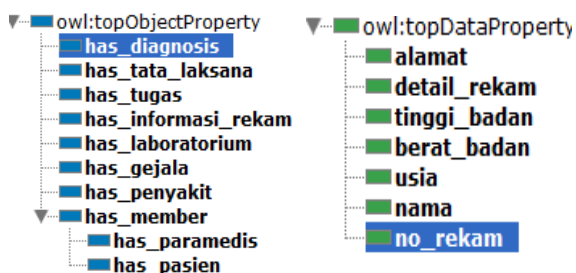 owl:topObjectProperty
has_diagnosis
has_tata_laksana
has_tugas
has_informasi_rekam
has_laboratorium
has_gejala
has_penyakit
has_member
has_paramedis
has_pasien
owl:topDataProperty
alamat
detail_rekam
tinggi_badan
berat_badan
usia
nama
no_rekam